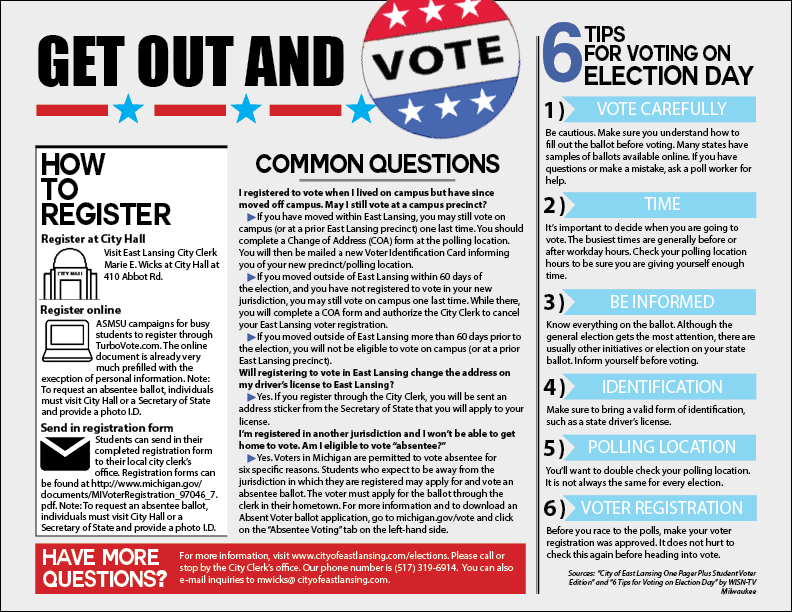 GET OUT AND
VOTE
HOW
TO
REGISTER
Register at City Hall
CITY HALL
Visit East Lansing City Clerk
Marie E. Wicks at City Hall at
410 Abbot Rd.
Register online
ASMSU campaigns for busy
students to register through
TurboVote.com. The online
document is already very
much prefilled with the
execption of personal information. Note:
To request an absentee ballot, individuals
must visit City Hall or a Secretary of State
and provide a photo I.D.
Send in registration form
Students can send in their
completed registration form
to their local city clerk's
office. Registration forms can
be found at http://www.michigan.gov/
documents/MIVoterRegistration_97046_7.
pdf. Note: To request an absentee ballot,
individuals must visit City Hall or a
Secretary of State and provide a photo I.D.
COMMON QUESTIONS
I registered to vote when I lived on campus but have since
moved off campus. May I still vote at a campus precinct?
▶If you have moved within East Lansing, you may still vote on
campus (or at a prior East Lansing precinct) one last time. You should
complete a Change of Address (COA) form at the polling location.
You will then be mailed a new Voter Identification Card informing
you of your new precinct/polling location.
▶If you moved outside of East Lansing within 60 days of
the election, and you have not registered to vote in your new
jurisdiction, you may still vote on campus one last time. While there,
you will complete a COA form and authorize the City Clerk to cancel
your East Lansing voter registration.
▶If you moved outside of East Lansing more than 60 days prior to
the election, you will not be eligible to vote on campus (or at a prior
East Lansing precinct).
Will registering to vote in East Lansing change the address on
my driver's license to East Lansing?
▶Yes. If you register through the City Clerk, you will be sent an
address sticker from the Secretary of State that you will apply to your
license.
I'm registered in another jurisdiction and I won't be able to get
home to vote. Am I eligible to vote "absentee?"
▶Yes. Voters in Michigan are permitted to vote absentee for
six specific reasons. Students who expect to be away from the
jurisdiction in which they are registered may apply for and vote an
absentee ballot. The voter must apply for the ballot through the
clerk in their hometown. For more information and to download an
Absent Voter ballot application, go to michigan.gov/vote and click
on the "Absentee Voting" tab on the left-hand side.
HAVE MORE
QUESTIONS?
For more information, visit www.cityofeastlansing.com/elections. Please call or
stop by the City Clerk's office. Our phone number is (517) 319-6914. You can also
e-mail inquiries to mwicks@ cityofeastlansing.com.
6 TIPS
FOR VOTING ON
ELECTION DAY
1) VOTE CAREFULLY
Be cautious. Make sure you understand how to
fill out the ballot before voting. Many states have
samples of ballots available online. If you have
questions or make a mistake, ask a poll worker for
help.
2) TIME
It's important to decide when you are going to
vote. The busiest times are generally before or
after workday hours. Check your polling location
hours to be sure you are giving yourself enough
time.
3) BE INFORMED
Know everything on the ballot. Although the
general election gets the most attention, there are
usually other initiatives or election on your state
ballot. Inform yourself before voting.
4) IDENTIFICATION
Make sure to bring a valid form of identification,
such as a state driver's license.
5) POLLING LOCATION
You'll want to double check your polling location.
It is not always the same for every election.
6) VOTER REGISTRATION
Before you race to the polls, make your voter
registration was approved. It does not hurt to
check this again before heading into vote.
Sources: "City of East Lansing One Pager Plus Student Voter
Edition" and "6 Tips for Voting on Election Day" by WISN-TV
Milwaukee